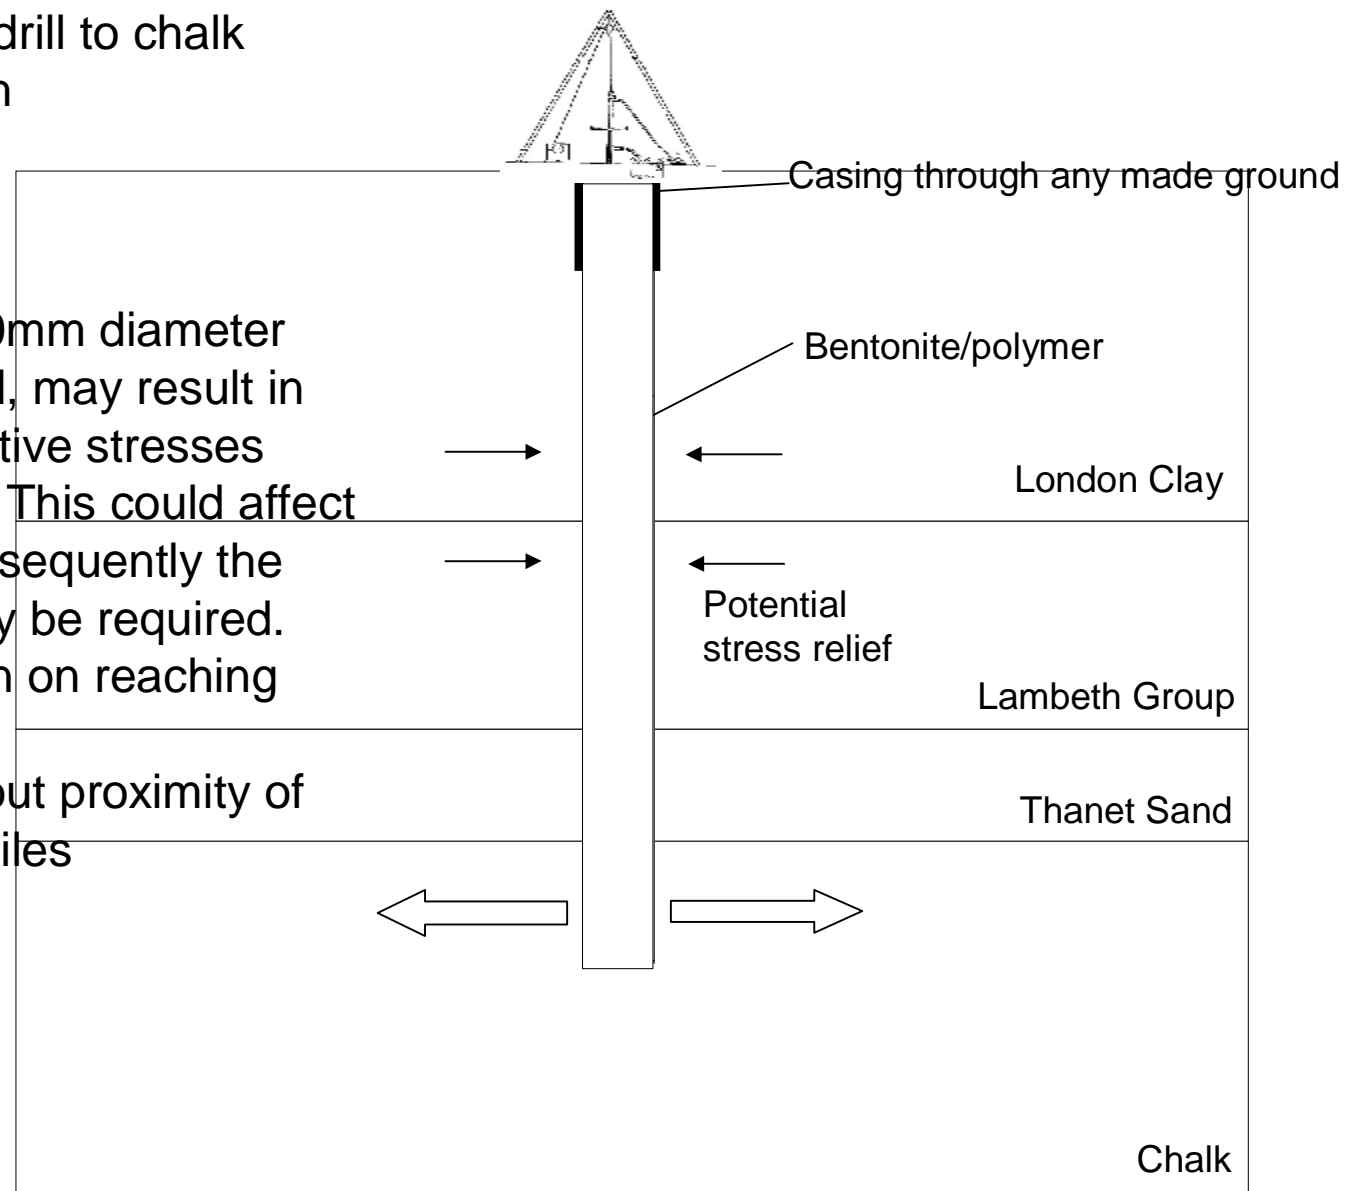 drill to chalk
Casing through any made ground
mm diameter
may result in
Bentonite/polymer
tive stresses
London Clay
This could affect
sequently the
Potential
y be required.
stress relief
n on reaching
Lambeth Group
out proximity of
Thanet Sand
iles
Chalk